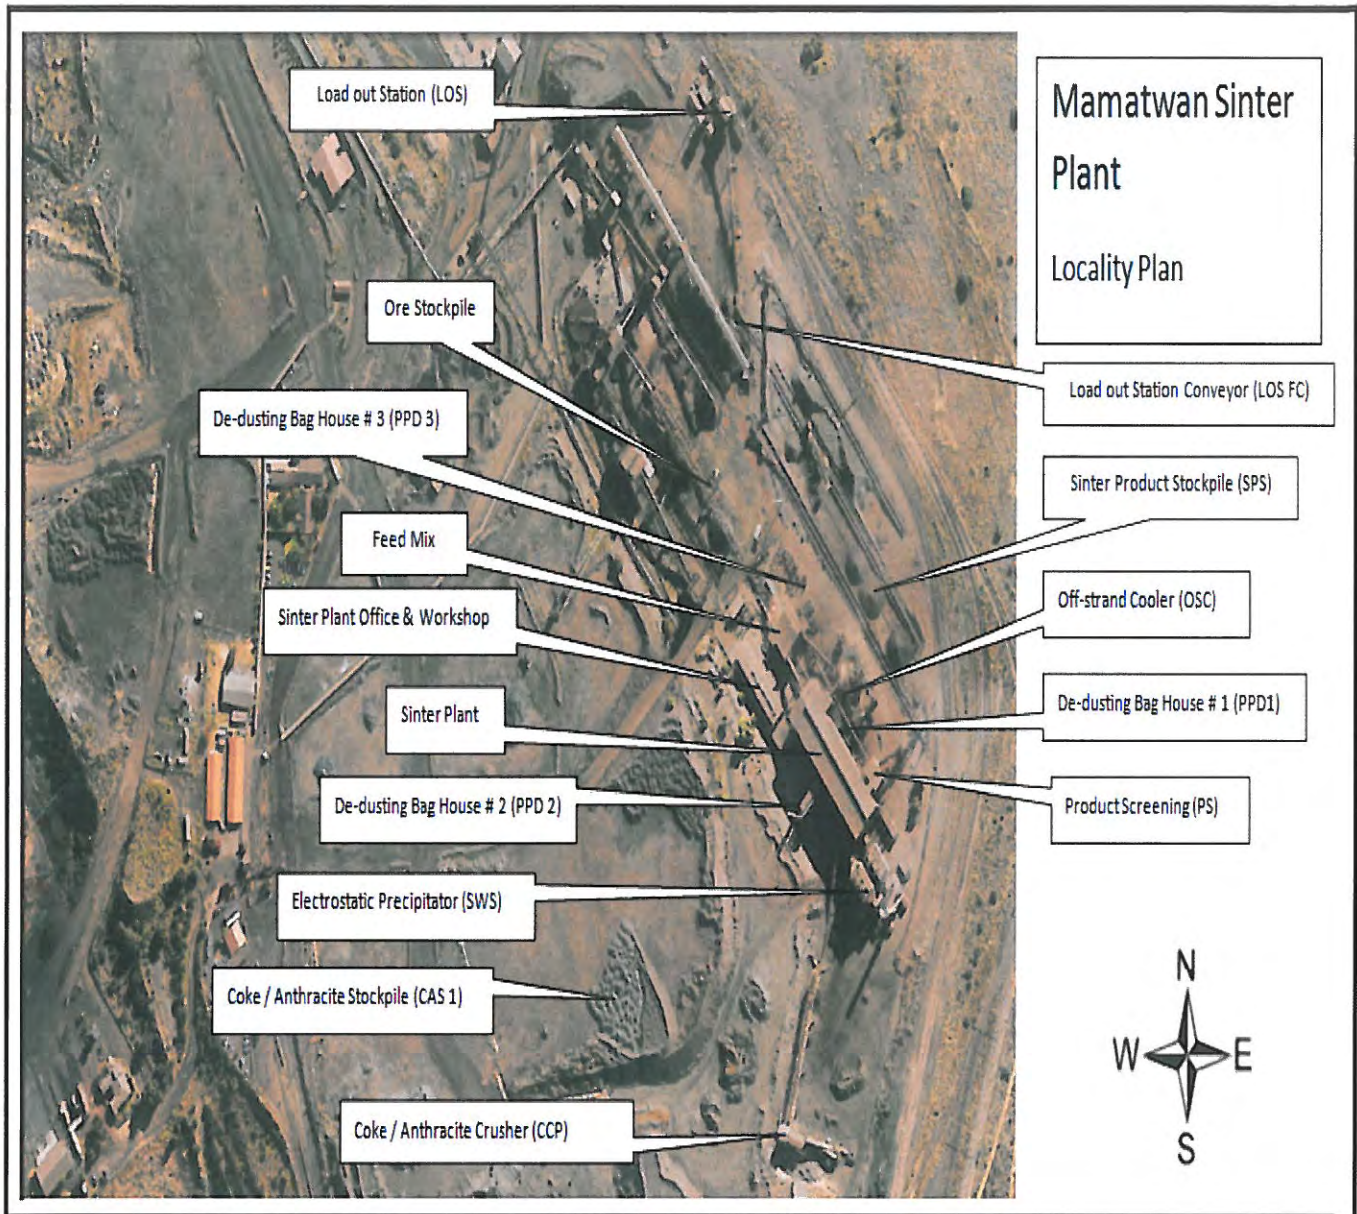 Mamatwan Sinter
Plant
Locality Plan
Load out Station (LOS)
Ore Stockpile
De-dusting Bag House # 3 (PPD 3)
Feed Mix
Sinter Plant Office & Workshop
Sinter Plant
De-dusting Bag House # 2 (PPD 2)
Electrostatic Precipitator (SWS)
Coke / Anthracite Stockpile (CAS 1)
Coke / Anthracite Crusher (CCP)
Load out Station Conveyor (LOS FC)
Sinter Product Stockpile (SPS)
Off-strand Cooler (OSC)
De-dusting Bag House # 1 (PPD1)
Product Screening (PS)
N
W
E
S